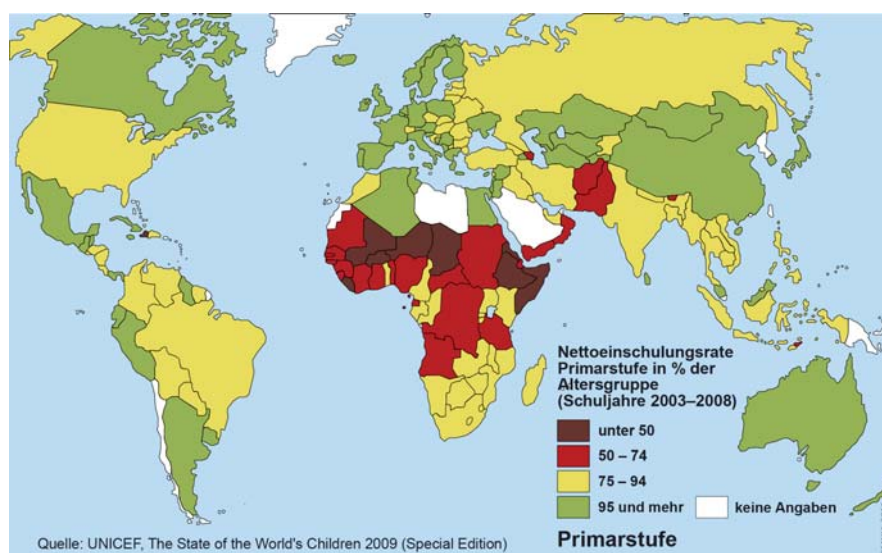 Nettoeinschulungsrate
Primarstufe in % der
Altersgruppe
(Schuljahre 2003–2008)
unter 50
50 – 74
75 – 94
95 und mehr
keine Angaben
Quelle: UNICEF, The State of the World's Children 2009 (Special Edition)
Primarstufe